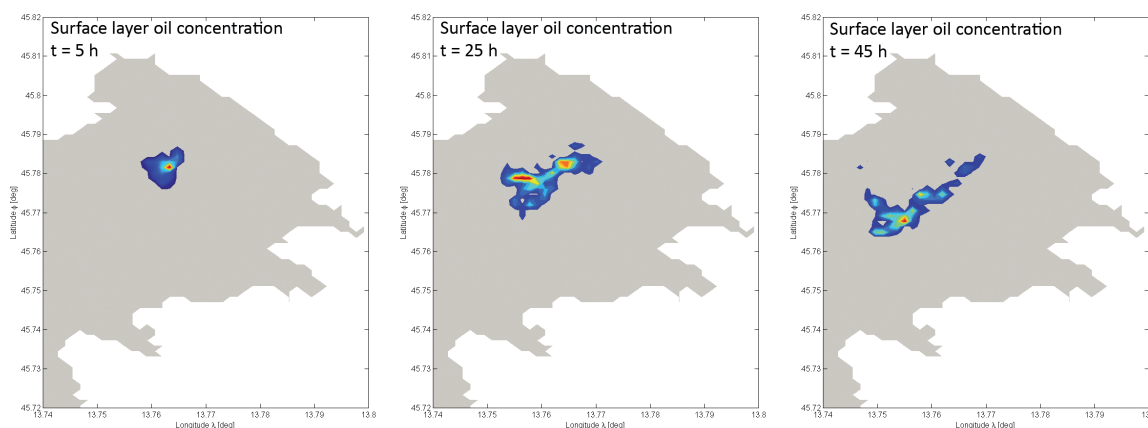 Surface layer oil concentration
t = 5 h
45.82
45.81
45.8
45.79
45.78
45.77
45.76
45.75
45.74
45.73
45.72
Latitude ϕ [deg]
13.74 13.75 13.76 13.77 13.78 13.79 13.8
Longitude λ [deg]
Surface layer oil concentration
t = 25 h
45.82
45.81
45.8
45.79
45.78
45.77
45.76
45.75
45.74
45.73
45.72
Latitude ϕ [deg]
13.74 13.75 13.76 13.77 13.78 13.79 13.8
Longitude λ [deg]
Surface layer oil concentration
t = 45 h
45.82
45.81
45.8
45.79
45.78
45.77
45.76
45.75
45.74
45.73
45.72
Latitude ϕ [deg]
13.74 13.75 13.76 13.77 13.78 13.79
Longitude λ [deg]